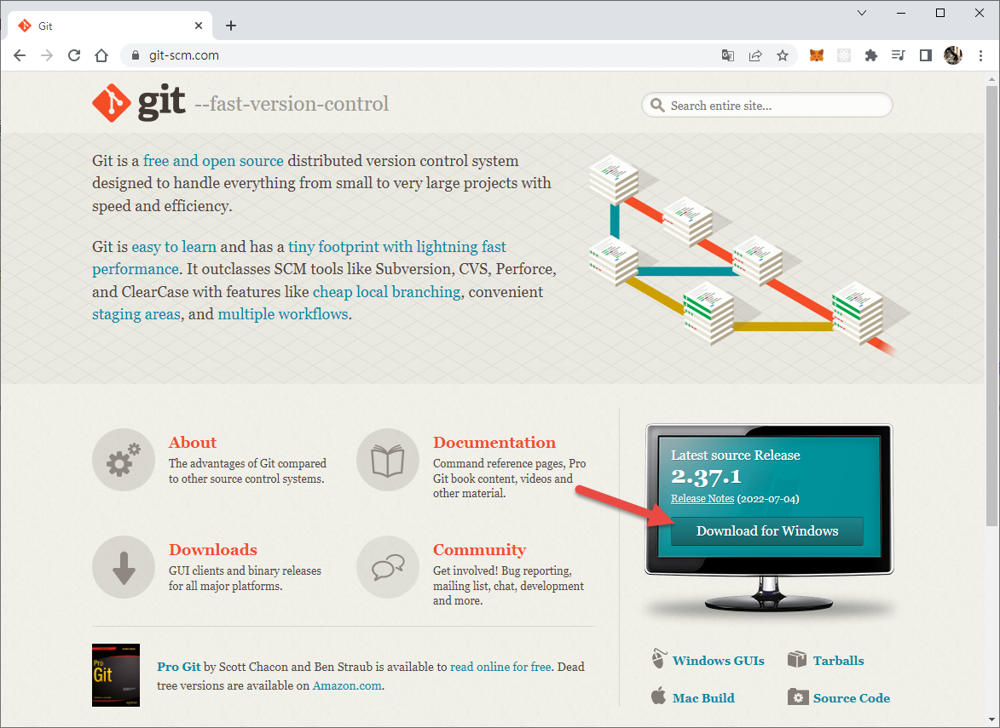 Git
git-scm.com
git --fast-version-control
Search entire site...
Git is a free and open source distributed version control system
designed to handle everything from small to very large projects with
speed and efficiency.
Git is easy to learn and has a tiny footprint with lightning fast
performance. It outclasses SCM tools like Subversion, CVS, Perforce,
and ClearCase with features like cheap local branching, convenient
staging areas, and multiple workflows.
About
The advantages of Git compared
to other source control systems.
Documentation
Command reference pages, Pro
Git book content, videos and
other material.
Downloads
GUI clients and binary releases
for all major platforms.
Community
Get involved! Bug reporting,
mailing list, chat, development
and more.
Latest source Release
2.37.1
Release Notes (2022-07-04)
Download for Windows
Pro
Git
Pro Git by Scott Chacon and Ben Straub is available to read online for free. Dead
tree versions are available on Amazon.com.
Windows GUIs
Tarballs
Mac Build
Source Code